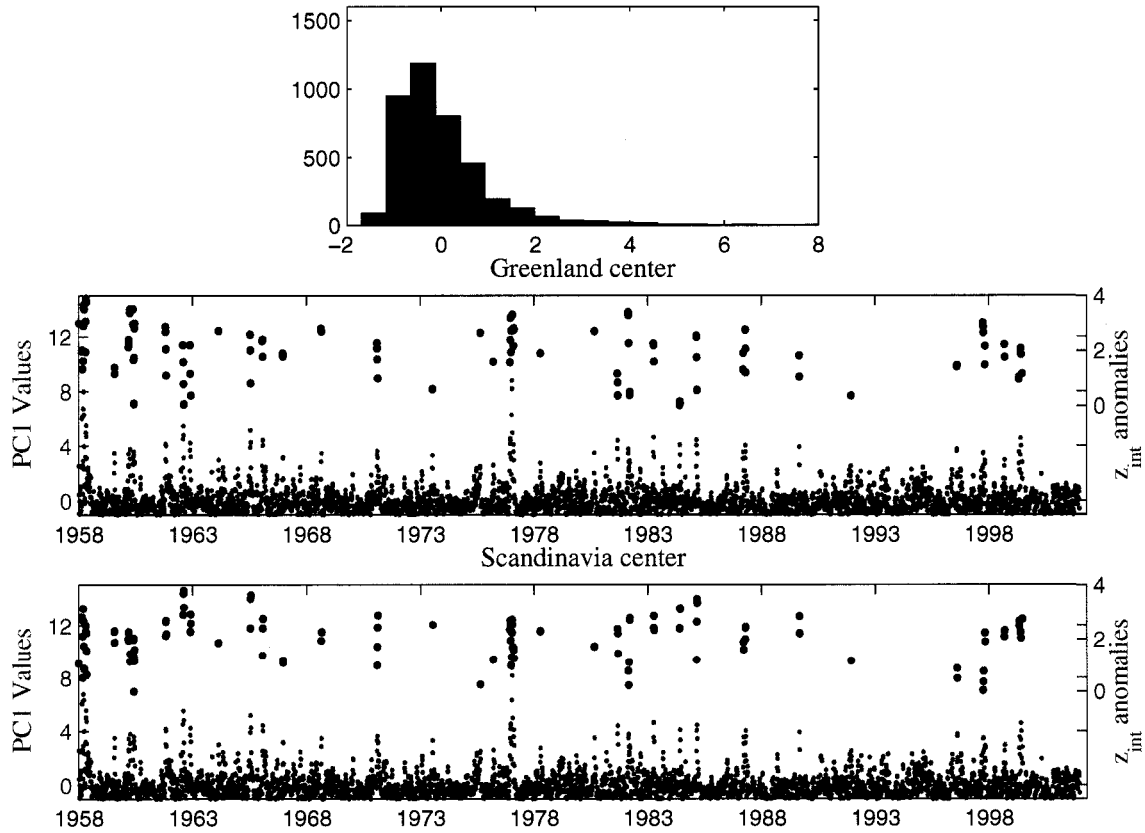 1500
1000
500
0
−2 0 2 4 6 8
Greenland center
PC1 Values
12
8
4
0
4
2
0
z_int anomalies
1958 1963 1968 1973 1978 1983 1988 1993 1998
Scandinavia center
PC1 Values
12
8
4
0
4
2
0
z_int anomalies
1958 1963 1968 1973 1978 1983 1988 1993 1998